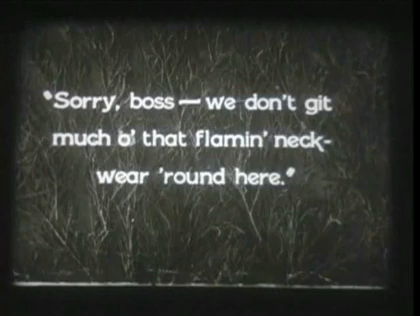 "Sorry, boss — we don't git
much o' that flamin' neck-
wear 'round here."